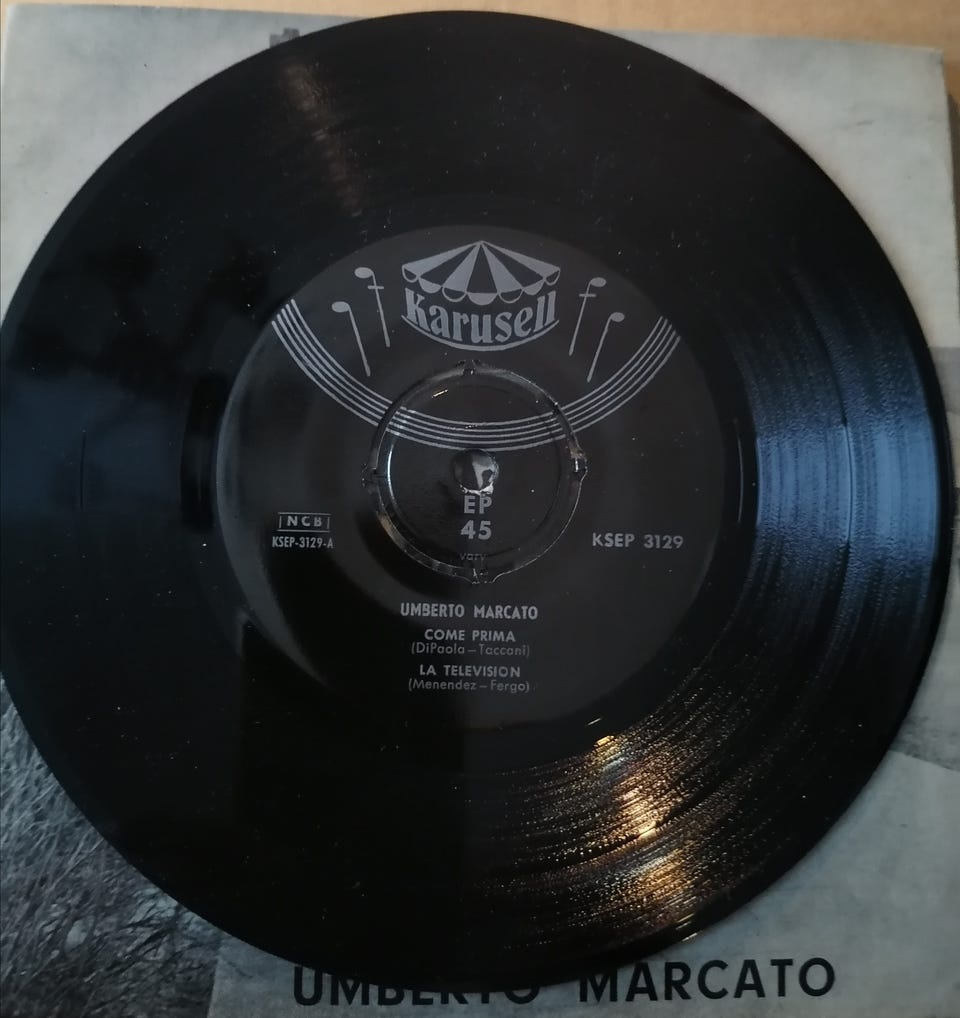 Karusell
EP
45
varv
NCB
KSEP-3129-A
KSEP 3129
UMBERTO MARCATO
COME PRIMA
(DiPaola – Taccani)
LA TELEVISION
(Menendez – Fergo)
UMBERTO MARCATO